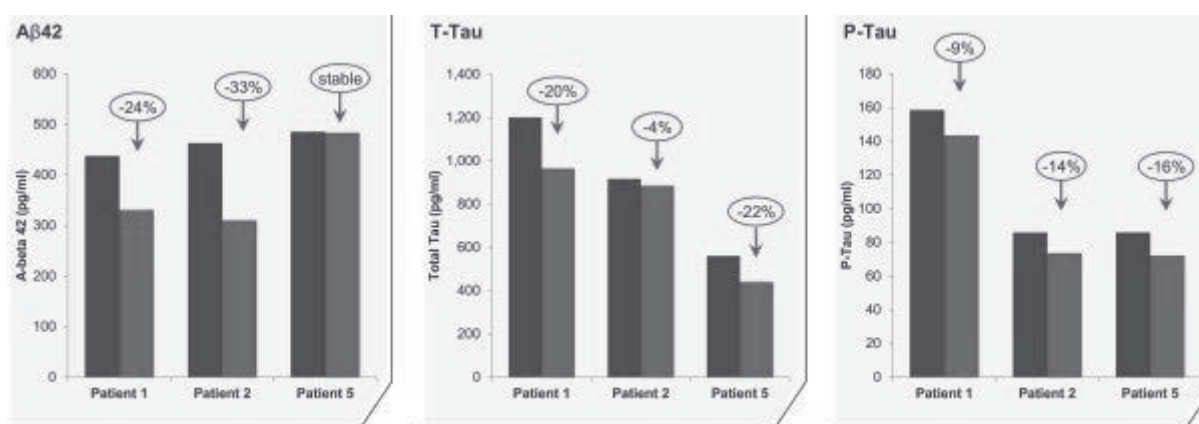 Aβ42
A-beta 42 (pg/ml)
600
500
400
300
200
100
0
-24%
-33%
stable
Patient 1
Patient 2
Patient 5
T-Tau
Total Tau (pg/ml)
1,400
1,200
1,000
800
600
400
200
0
-20%
-4%
-22%
Patient 1
Patient 2
Patient 5
P-Tau
P-Tau (pg/ml)
180
160
140
120
100
80
60
40
20
0
-9%
-14%
-16%
Patient 1
Patient 2
Patient 5